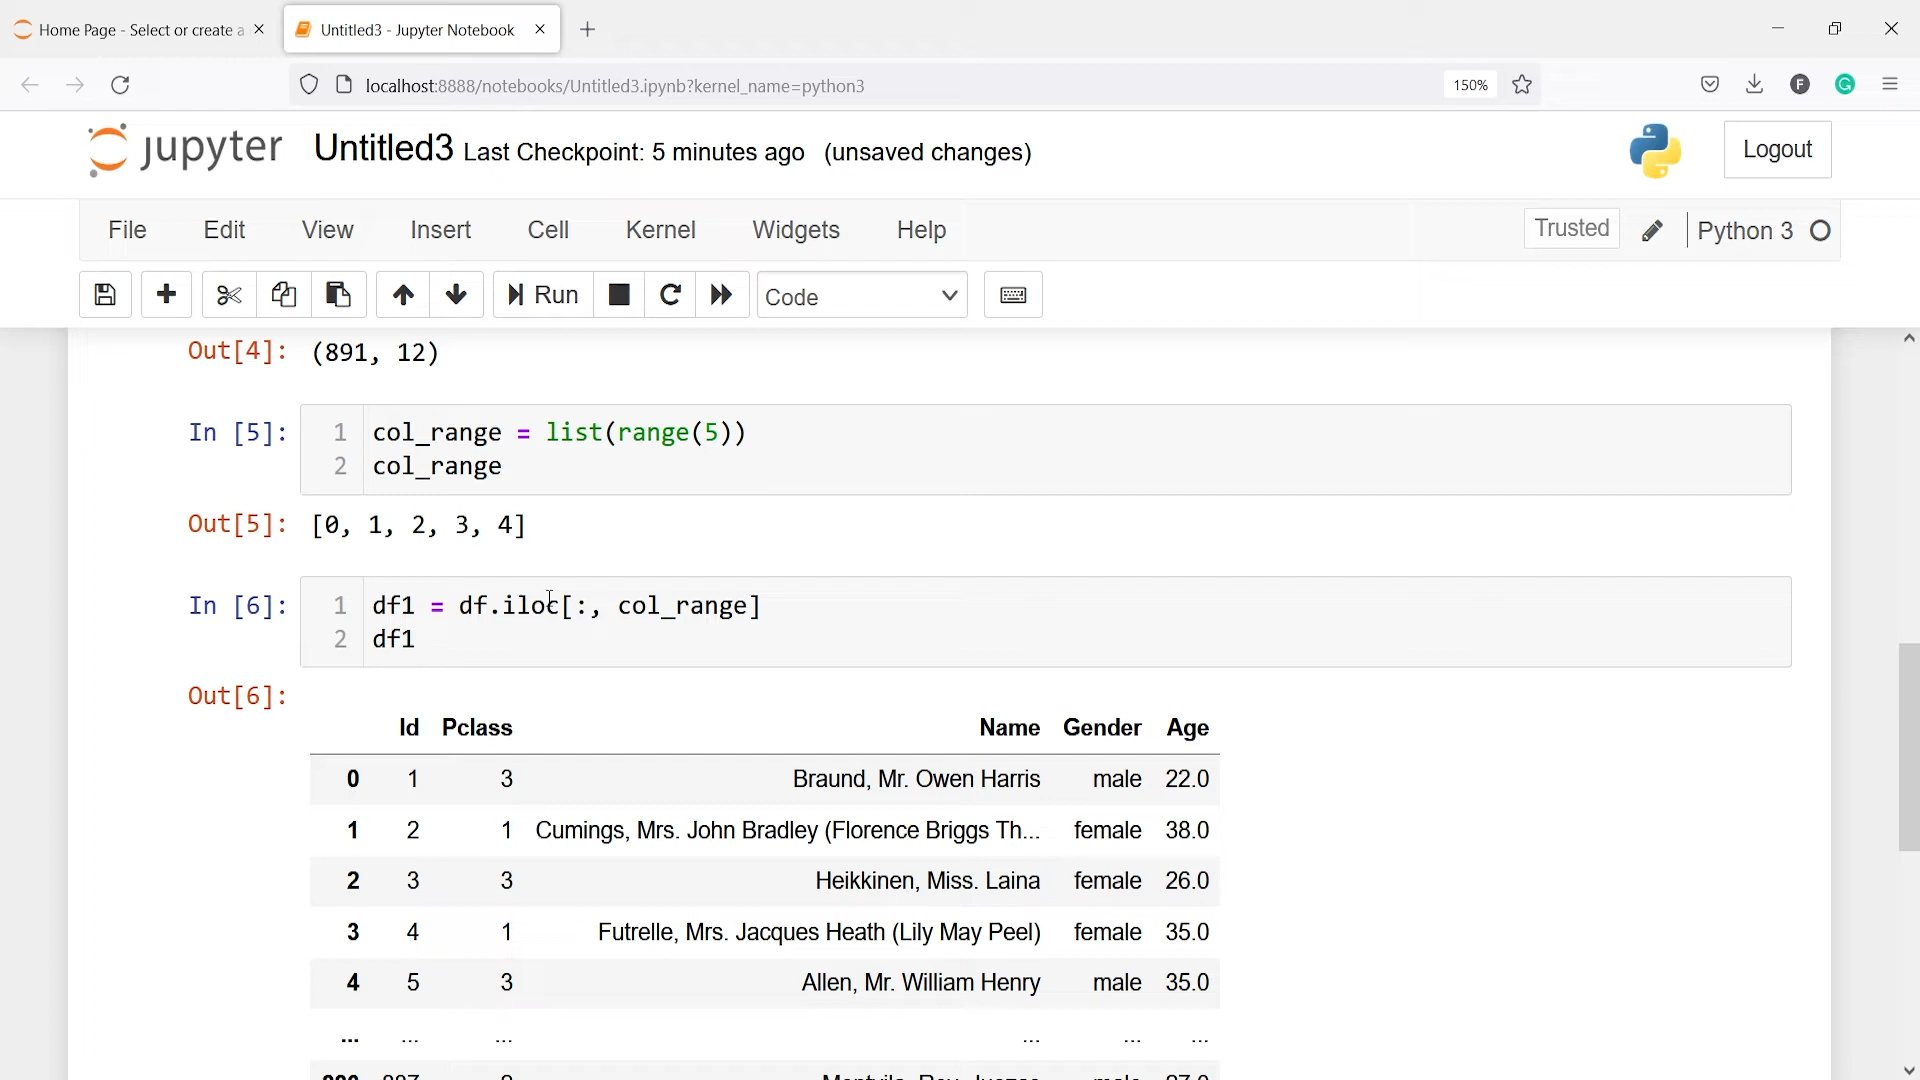 Home Page - Select or create a
Untitled3 - Jupyter Notebook
localhost:8888/notebooks/Untitled3.ipynb?kernel_name=python3
150%
F
G
jupyter Untitled3 Last Checkpoint: 5 minutes ago (unsaved changes)
Logout
File Edit View Insert Cell Kernel Widgets Help
Trusted
Python 3
Run
Code
Out[4]: (891, 12)
In [5]: 1 col_range = list(range(5))
2 col_range
Out[5]: [0, 1, 2, 3, 4]
In [6]: 1 df1 = df.iloc[:, col_range]
2 df1
Out[6]:
Id Pclass Name Gender Age
0 1 3 Braund, Mr. Owen Harris male 22.0
1 2 1 Cumings, Mrs. John Bradley (Florence Briggs Th... female 38.0
2 3 3 Heikkinen, Miss. Laina female 26.0
3 4 1 Futrelle, Mrs. Jacques Heath (Lily May Peel) female 35.0
4 5 3 Allen, Mr. William Henry male 35.0
... ... ... ... ... ...